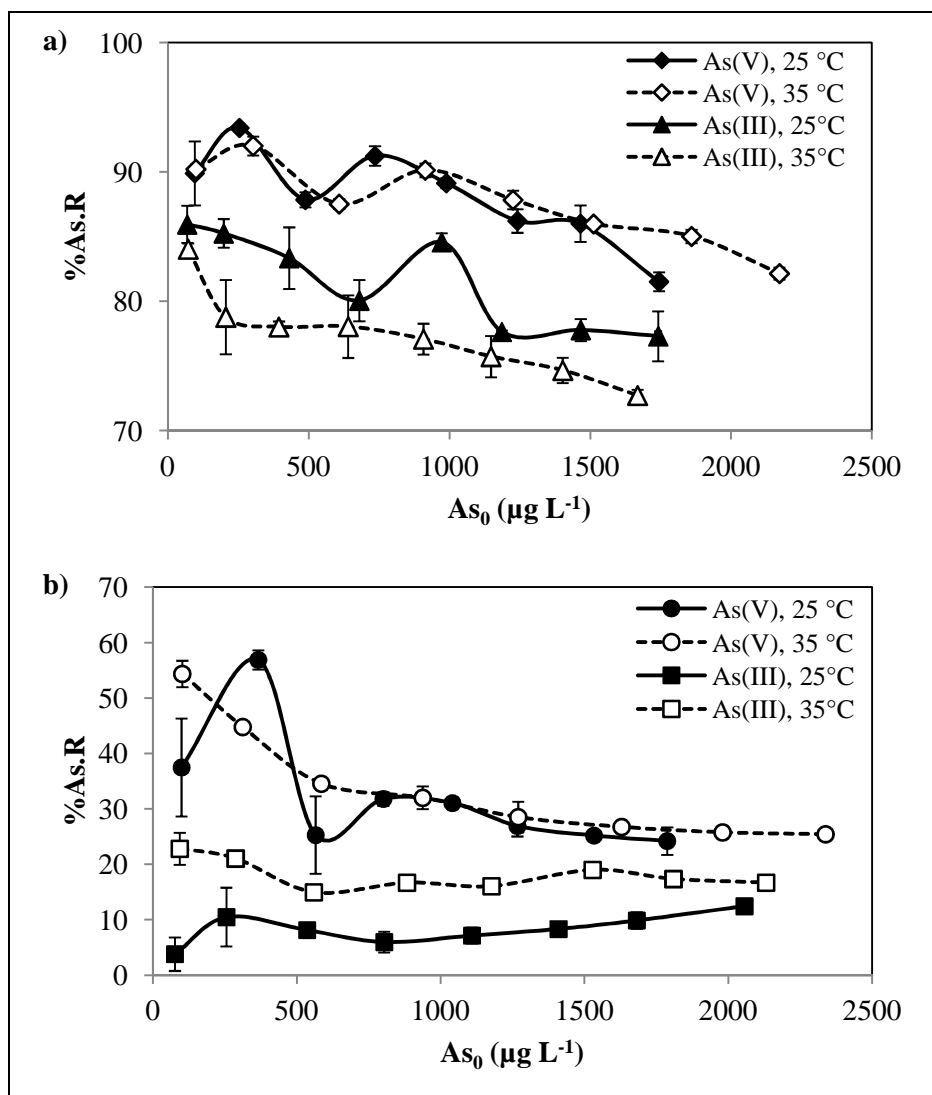 a)
100
90
80
70
%As.R
0 500 1000 1500 2000 2500
As₀ (µg L⁻¹)
As(V), 25 °C
As(V), 35 °C
As(III), 25°C
As(III), 35°C
b)
70
60
50
40
30
20
10
0
%As.R
0 500 1000 1500 2000 2500
As₀ (µg L⁻¹)
As(V), 25 °C
As(V), 35 °C
As(III), 25°C
As(III), 35°C